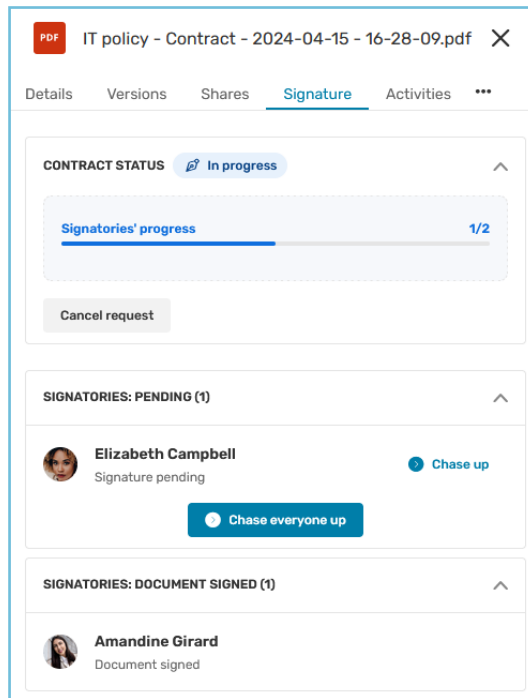 PDF IT policy - Contract - 2024-04-15 - 16-28-09.pdf
Details Versions Shares Signature Activities •••
CONTRACT STATUS In progress
Signatories' progress 1/2
Cancel request
SIGNATORIES: PENDING (1)
Elizabeth Campbell
Signature pending
Chase up
Chase everyone up
SIGNATORIES: DOCUMENT SIGNED (1)
Amandine Girard
Document signed